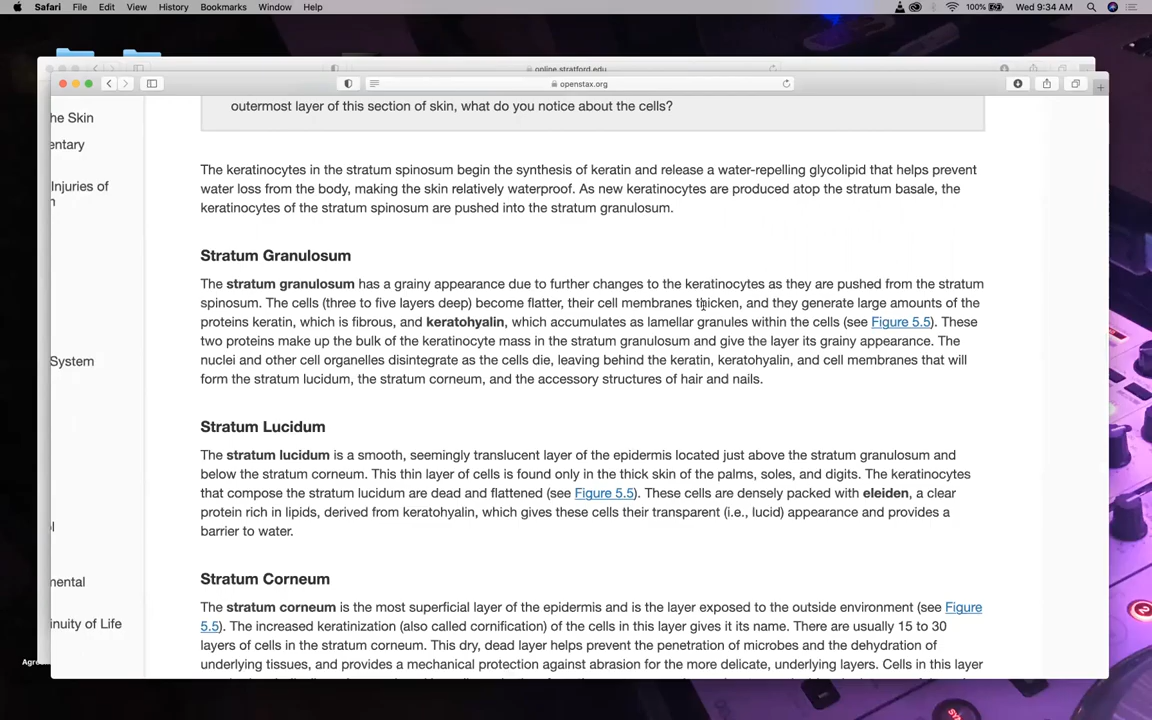 Safari File Edit View History Bookmarks Window Help 100% Wed 9:34 AM
online.stratford.edu
openstax.org
outermost layer of this section of skin, what do you notice about the cells?
he Skin
entary
Injuries of
n
System
l
mental
inuity of Life
Agre
The keratinocytes in the stratum spinosum begin the synthesis of keratin and release a water-repelling glycolipid that helps prevent
water loss from the body, making the skin relatively waterproof. As new keratinocytes are produced atop the stratum basale, the
keratinocytes of the stratum spinosum are pushed into the stratum granulosum.
Stratum Granulosum
The stratum granulosum has a grainy appearance due to further changes to the keratinocytes as they are pushed from the stratum
spinosum. The cells (three to five layers deep) become flatter, their cell membranes thicken, and they generate large amounts of the
proteins keratin, which is fibrous, and keratohyalin, which accumulates as lamellar granules within the cells (see Figure 5.5). These
two proteins make up the bulk of the keratinocyte mass in the stratum granulosum and give the layer its grainy appearance. The
nuclei and other cell organelles disintegrate as the cells die, leaving behind the keratin, keratohyalin, and cell membranes that will
form the stratum lucidum, the stratum corneum, and the accessory structures of hair and nails.
Stratum Lucidum
The stratum lucidum is a smooth, seemingly translucent layer of the epidermis located just above the stratum granulosum and
below the stratum corneum. This thin layer of cells is found only in the thick skin of the palms, soles, and digits. The keratinocytes
that compose the stratum lucidum are dead and flattened (see Figure 5.5). These cells are densely packed with eleiden, a clear
protein rich in lipids, derived from keratohyalin, which gives these cells their transparent (i.e., lucid) appearance and provides a
barrier to water.
Stratum Corneum
The stratum corneum is the most superficial layer of the epidermis and is the layer exposed to the outside environment (see Figure
5.5). The increased keratinization (also called cornification) of the cells in this layer gives it its name. There are usually 15 to 30
layers of cells in the stratum corneum. This dry, dead layer helps prevent the penetration of microbes and the dehydration of
underlying tissues, and provides a mechanical protection against abrasion for the more delicate, underlying layers. Cells in this layer